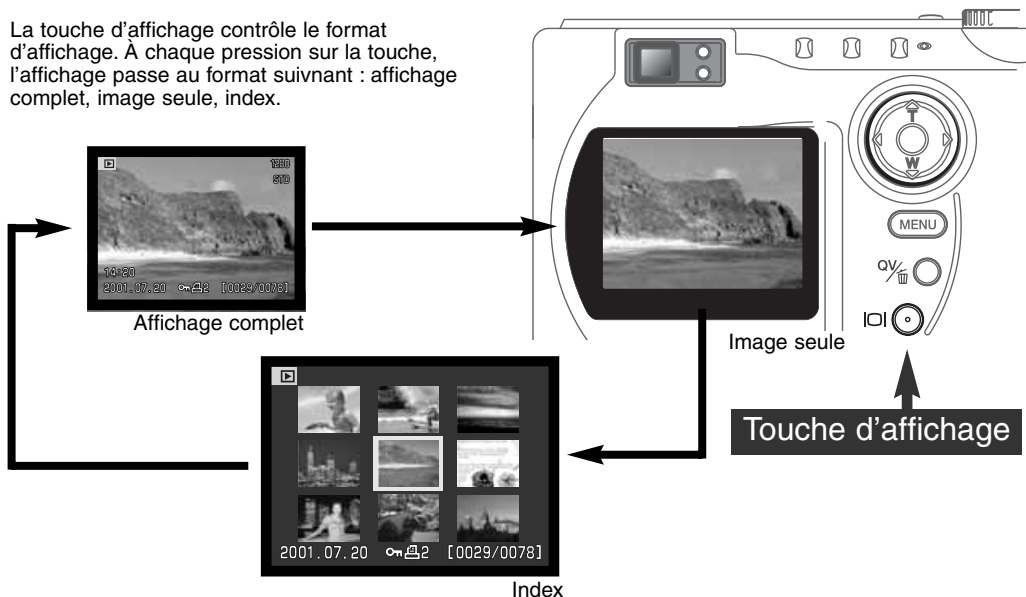 La touche d'affichage contrôle le format
d'affichage. À chaque pression sur la touche,
l'affichage passe au format suivant : affichage
complet, image seule, index.
1280
STD
14:20
2001.07.20 2 [0029/0078]
Affichage complet
T
W
MENU
QV/
Image seule
Touche d'affichage
2001.07.20 2 [0029/0078]
Index